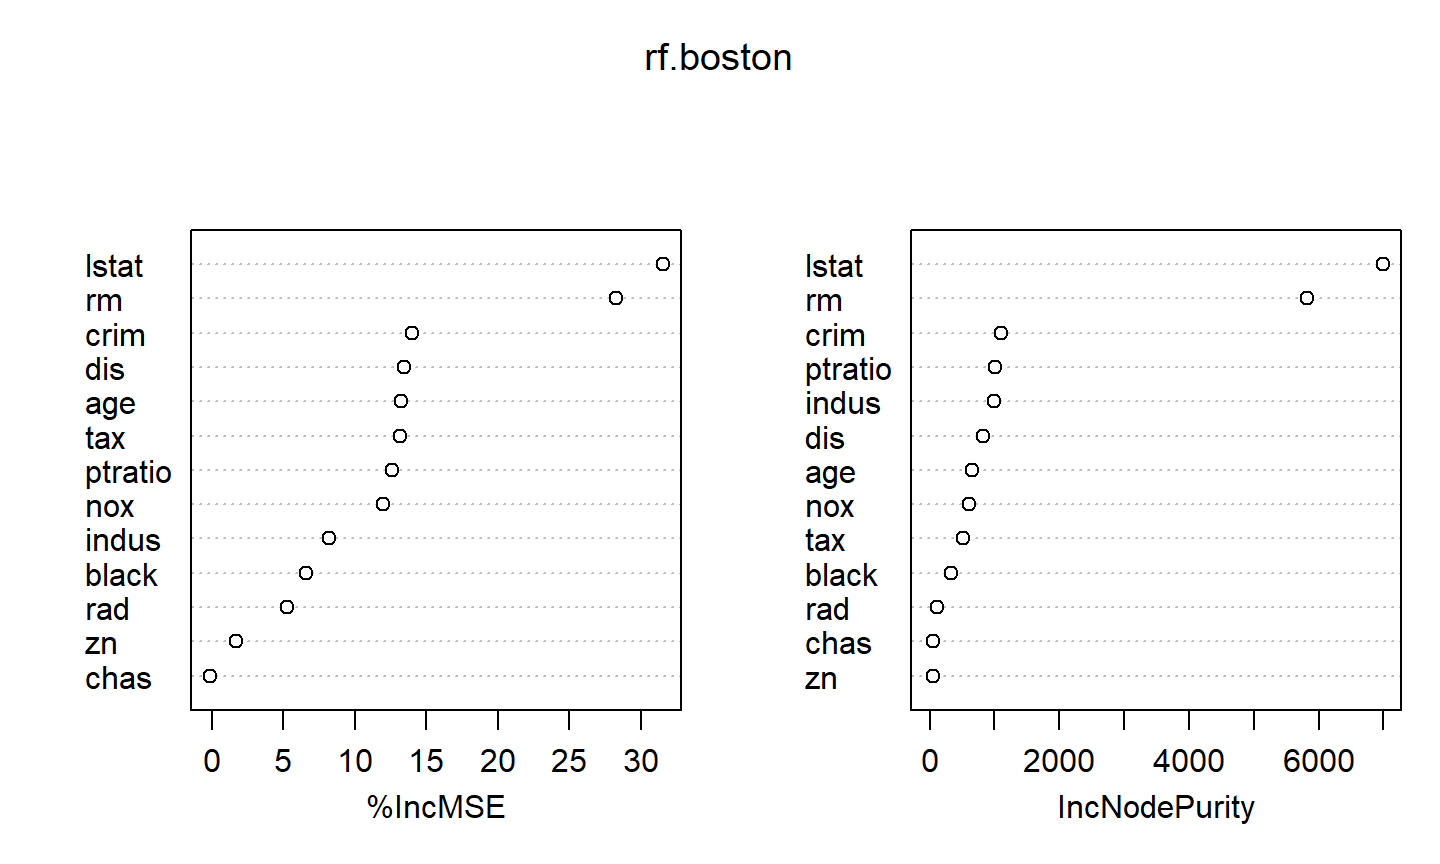 rf.boston
lstat
rm
crim
dis
age
tax
ptratio
nox
indus
black
rad
zn
chas
0 5 10 15 20 25 30
%IncMSE
lstat
rm
crim
ptratio
indus
dis
age
nox
tax
black
rad
chas
zn
0 2000 4000 6000
IncNodePurity